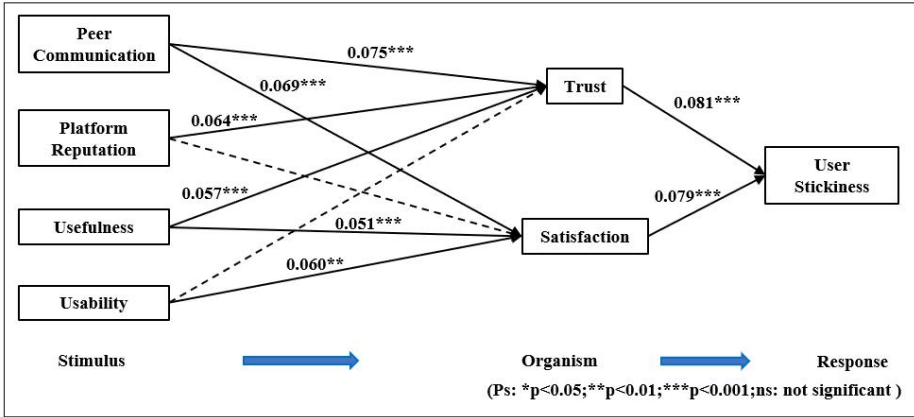 Peer
Communication
0.075***
0.069***
Trust
Platform
Reputation
0.064***
0.081***
User
Stickiness
0.057***
0.079***
Usefulness
0.051***
Satisfaction
0.060**
Usability
Stimulus
Organism
Response
(Ps: *p<0.05;**p<0.01;***p<0.001;ns: not significant )